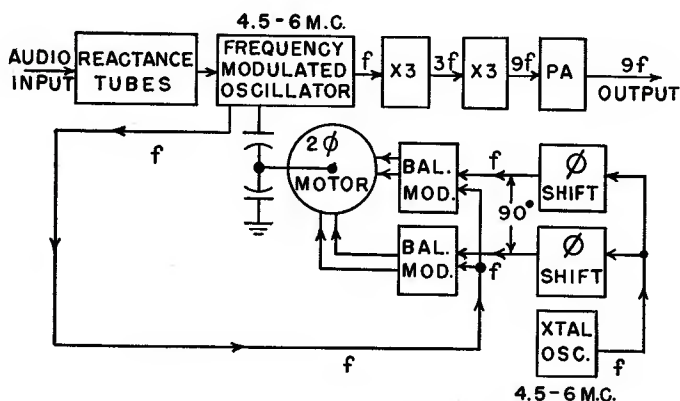 4.5-6 M.C.
AUDIO
INPUT
REACTANCE
TUBES
FREQUENCY
MODULATED
OSCILLATOR
f
X3
3f
X3
9f
PA
9f
OUTPUT
f
2Φ
MOTOR
BAL.
MOD.
f
90°
Φ
SHIFT
BAL.
MOD.
f
Φ
SHIFT
XTAL
OSC.
f
4.5-6 M.C.
f